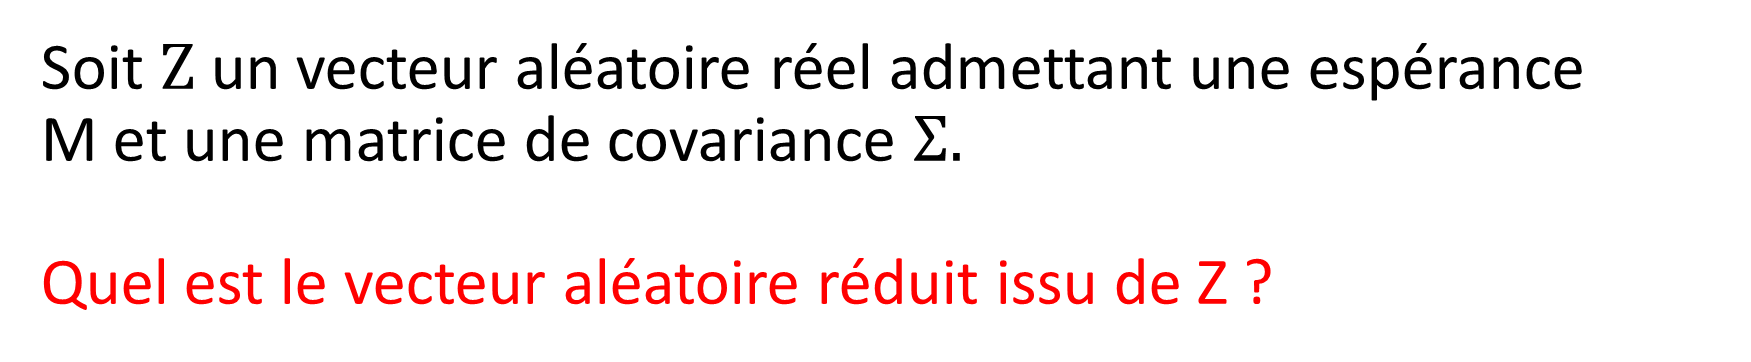 Soit Z un vecteur aléatoire réel admettant une espérance
M et une matrice de covariance Σ.
Quel est le vecteur aléatoire réduit issu de Z ?